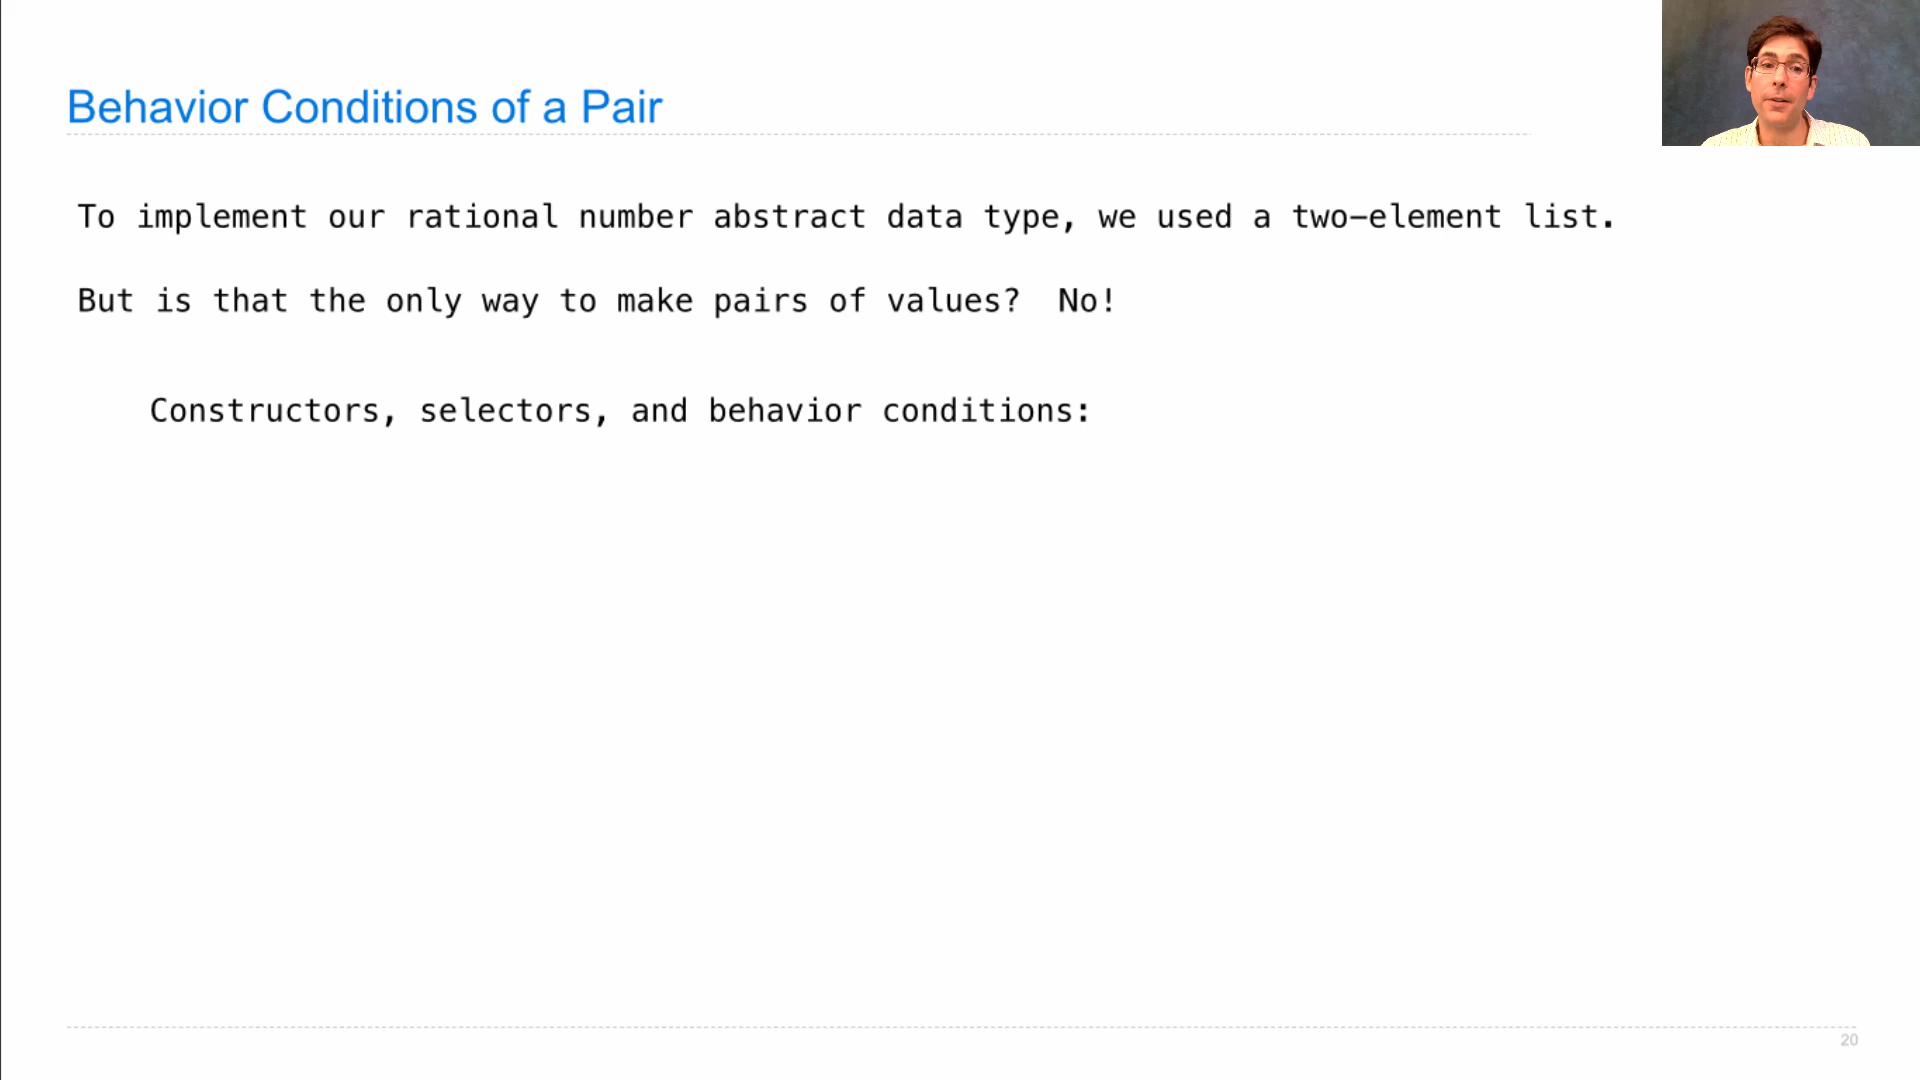 Behavior Conditions of a Pair
To implement our rational number abstract data type, we used a two-element list.
But is that the only way to make pairs of values?  No!
Constructors, selectors, and behavior conditions:
20